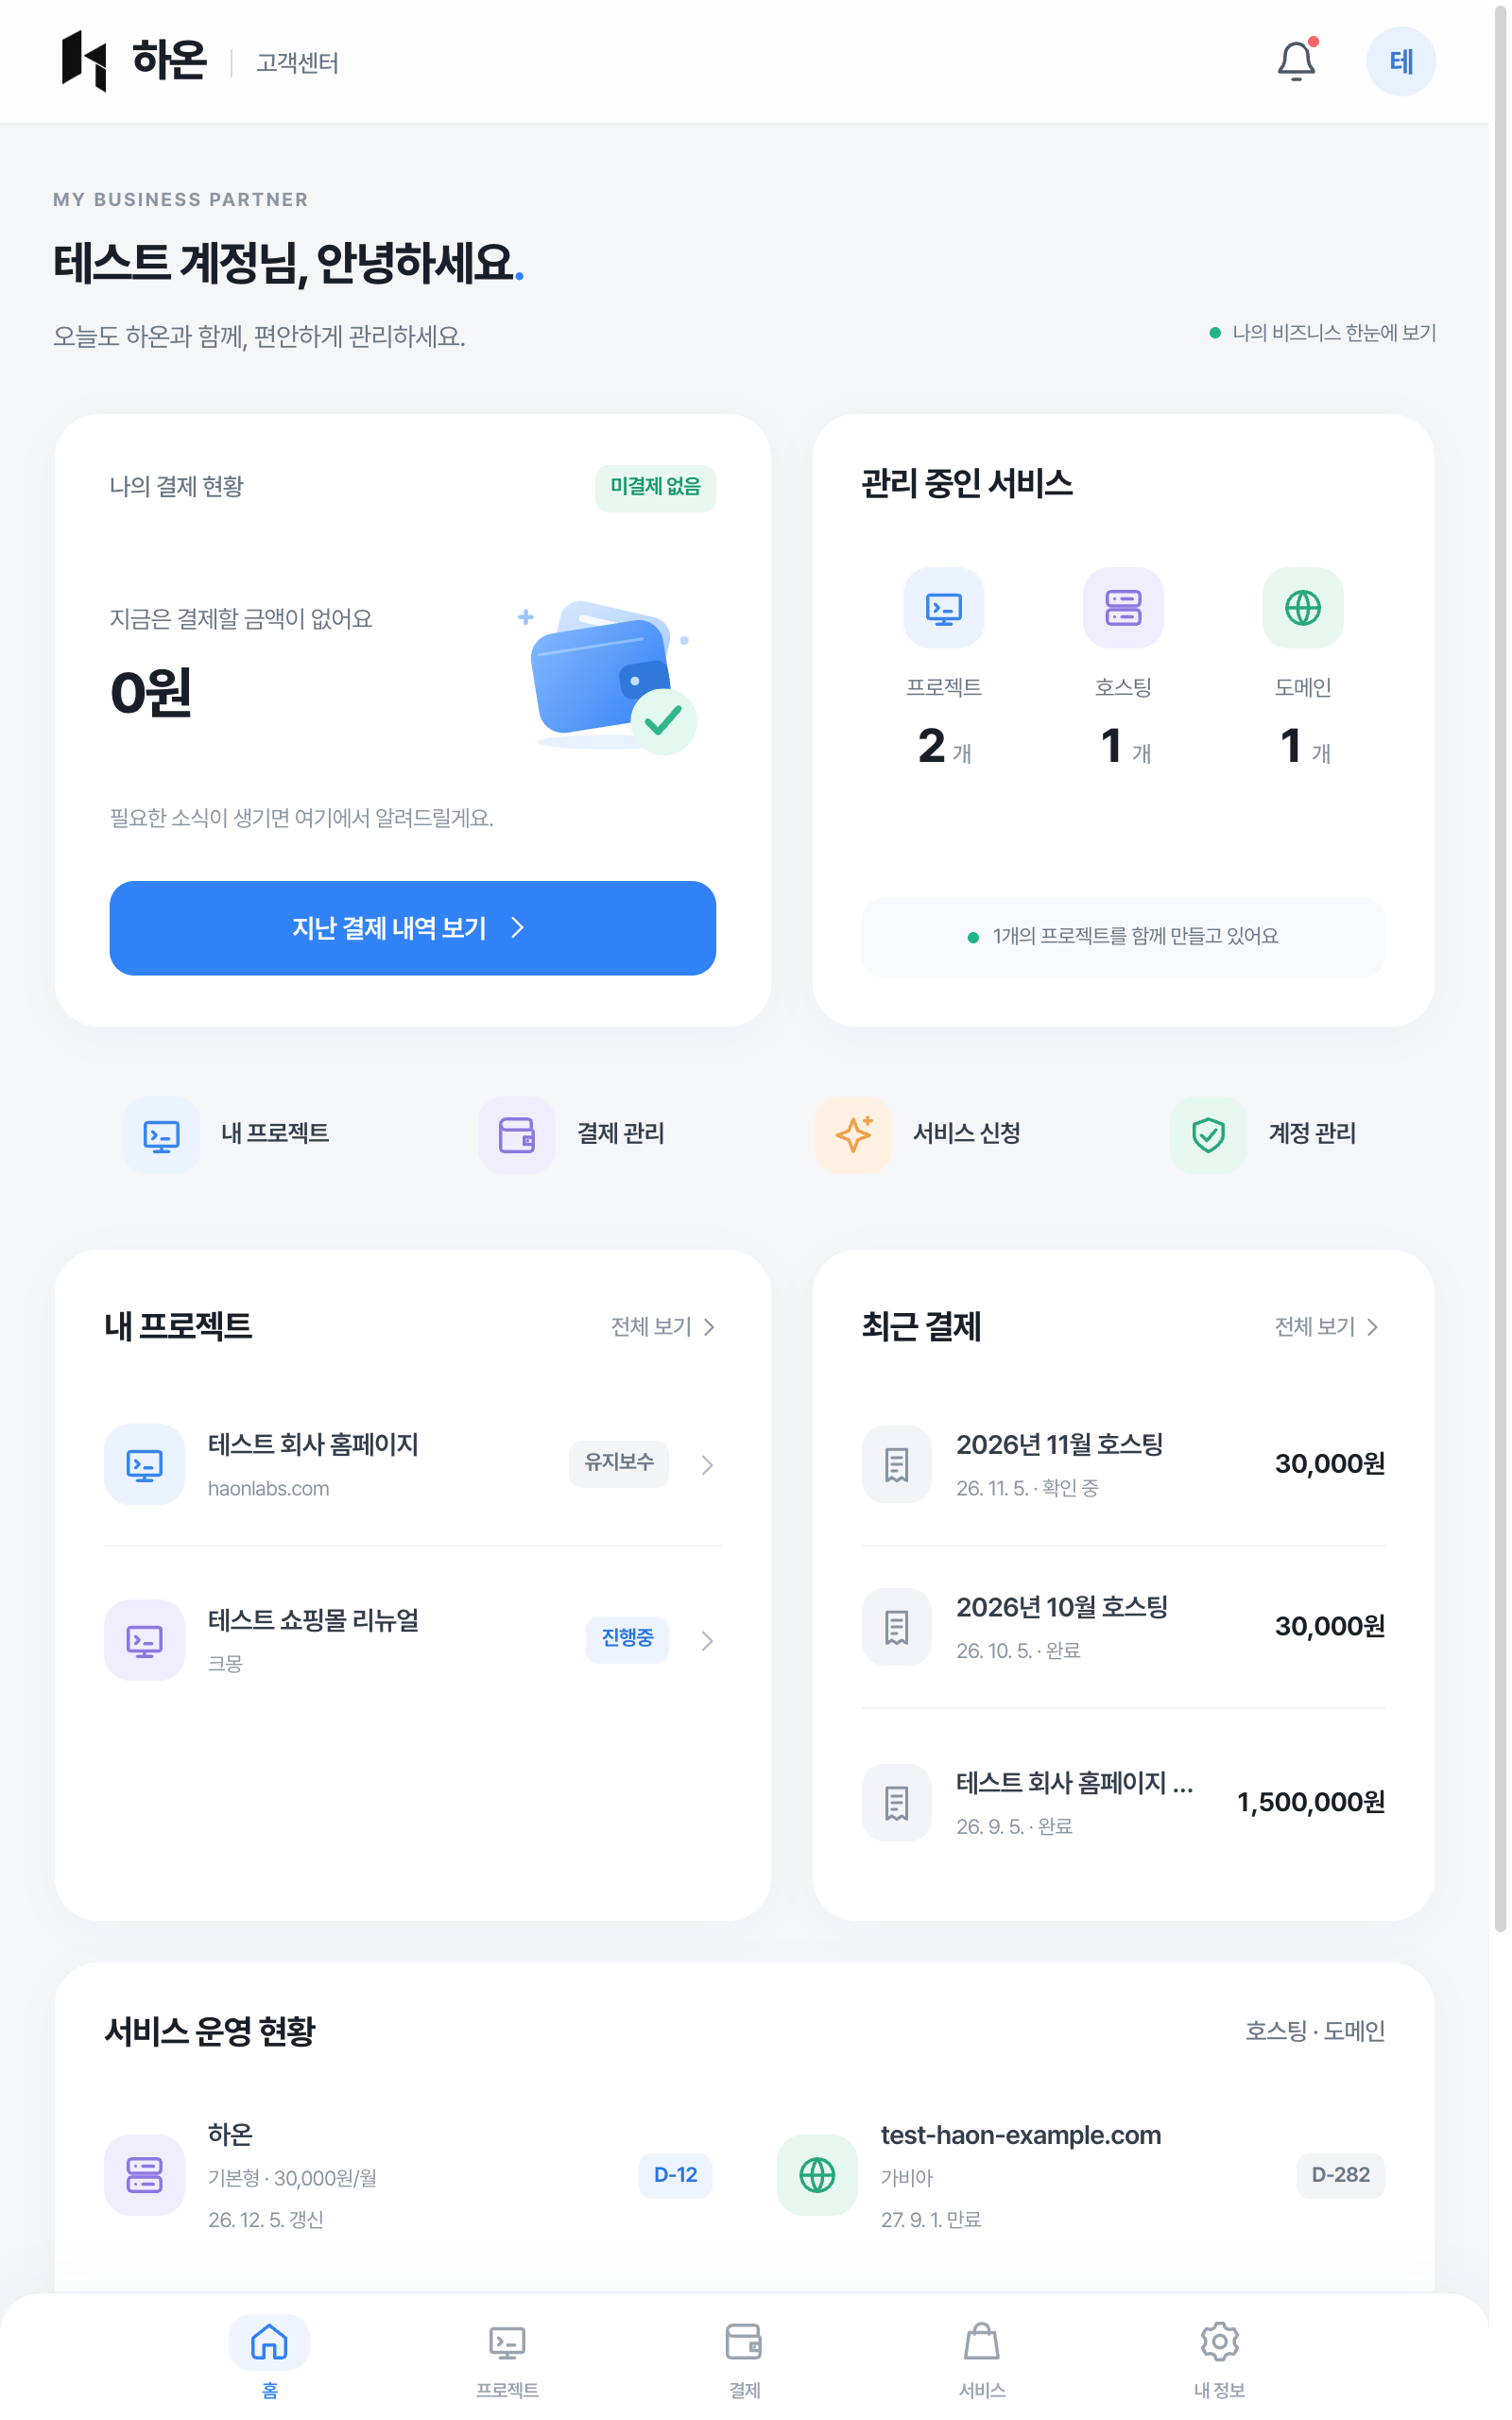 하온
고객센터
테
MY BUSINESS PARTNER
테스트 계정님, 안녕하세요.
오늘도 하온과 함께, 편안하게 관리하세요.
나의 비즈니스 한눈에 보기
나의 결제 현황
미결제 없음
지금은 결제할 금액이 없어요
0원
필요한 소식이 생기면 여기에서 알려드릴게요.
지난 결제 내역 보기
관리 중인 서비스
프로젝트
2 개
호스팅
1 개
도메인
1 개
1개의 프로젝트를 함께 만들고 있어요
내 프로젝트
결제 관리
서비스 신청
계정 관리
내 프로젝트
전체 보기
테스트 회사 홈페이지
haonlabs.com
유지보수
테스트 쇼핑몰 리뉴얼
크몽
진행중
최근 결제
전체 보기
2026년 11월 호스팅
26. 11. 5. · 확인 중
30,000원
2026년 10월 호스팅
26. 10. 5. · 완료
30,000원
테스트 회사 홈페이지 ...
26. 9. 5. · 완료
1,500,000원
서비스 운영 현황
호스팅 · 도메인
하온
기본형 · 30,000원/월
26. 12. 5. 갱신
D-12
test-haon-example.com
가비아
27. 9. 1. 만료
D-282
홈
프로젝트
결제
서비스
내 정보